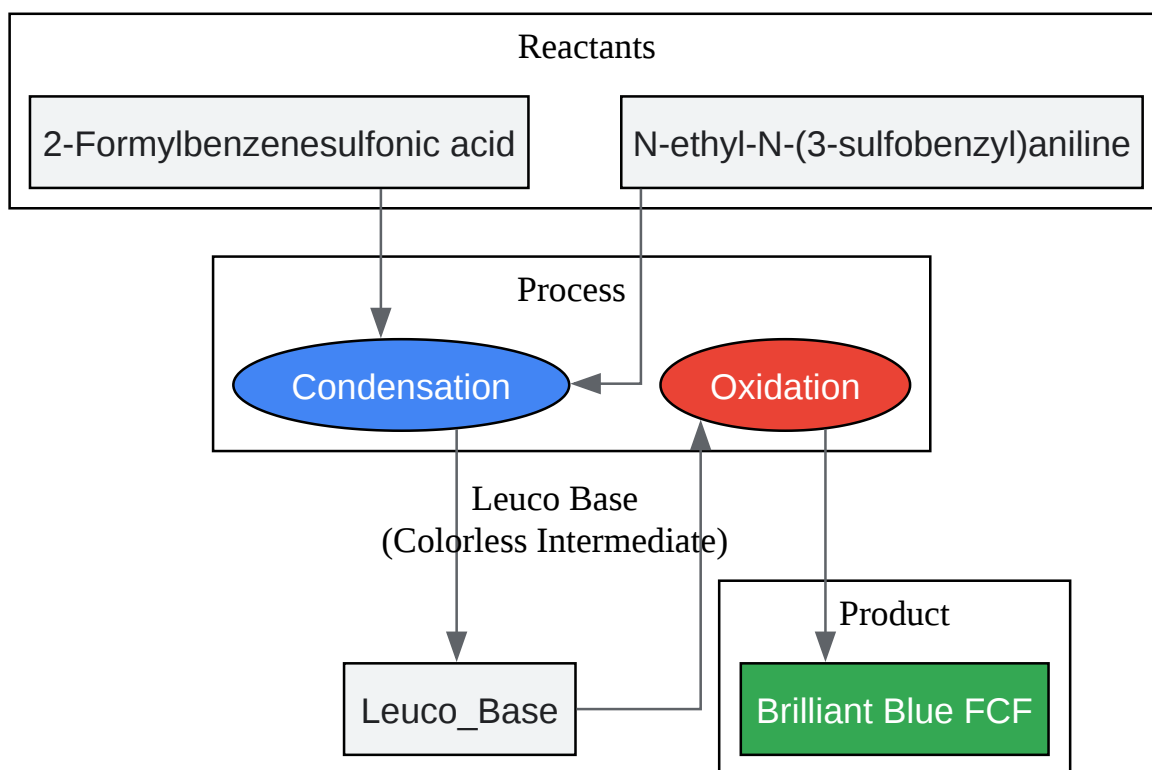 Reactants
2-Formylbenzenesulfonic acid
N-ethyl-N-(3-sulfobenzyl)aniline
Process
Condensation
Oxidation
Leuco Base
(Colorless Intermediate)
Product
Leuco_Base
Brilliant Blue FCF